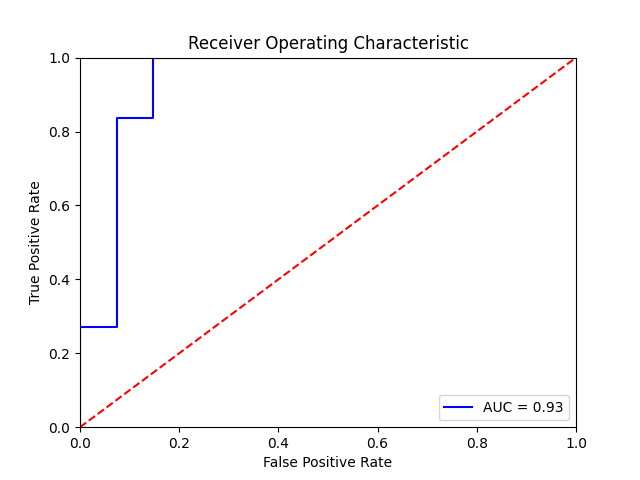 Receiver Operating Characteristic
True Positive Rate
1.0
0.8
0.6
0.4
0.2
0.0
0.0 0.2 0.4 0.6 0.8 1.0
False Positive Rate
AUC = 0.93